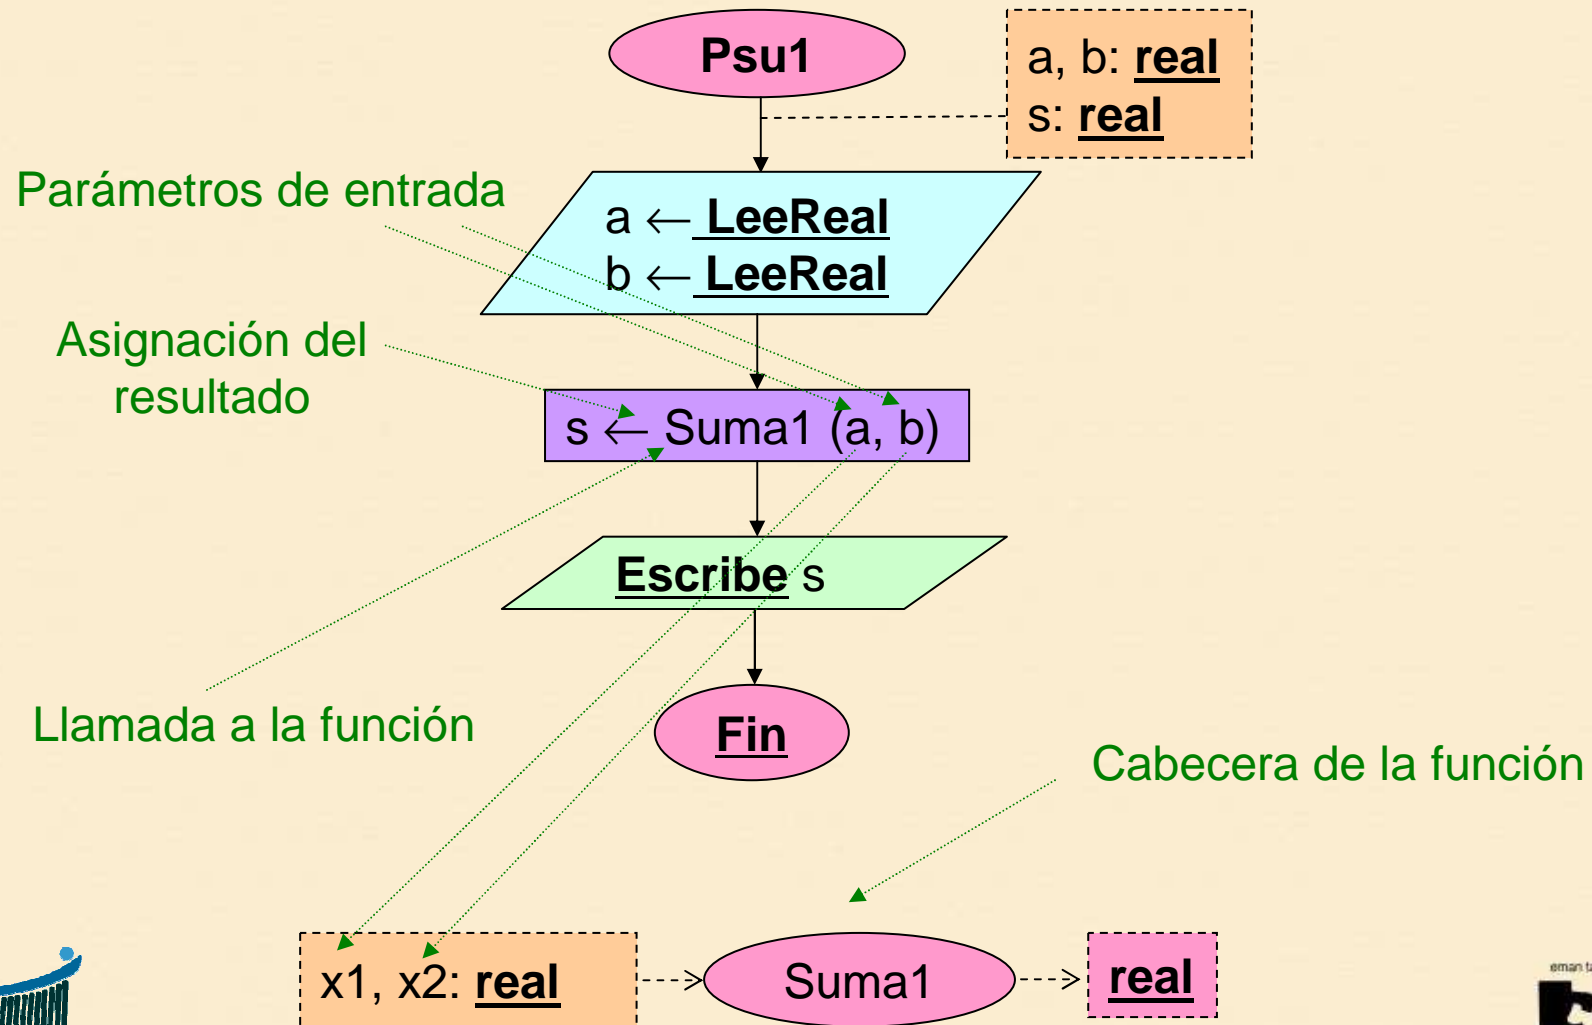 Psu1
a, b: real
s: real
Parámetros de entrada
a ← LeeReal
b ← LeeReal
Asignación del
resultado
s ← Suma1 (a, b)
Escribe s
Llamada a la función
Fin
Cabecera de la función
x1, x2: real
Suma1
real
eman